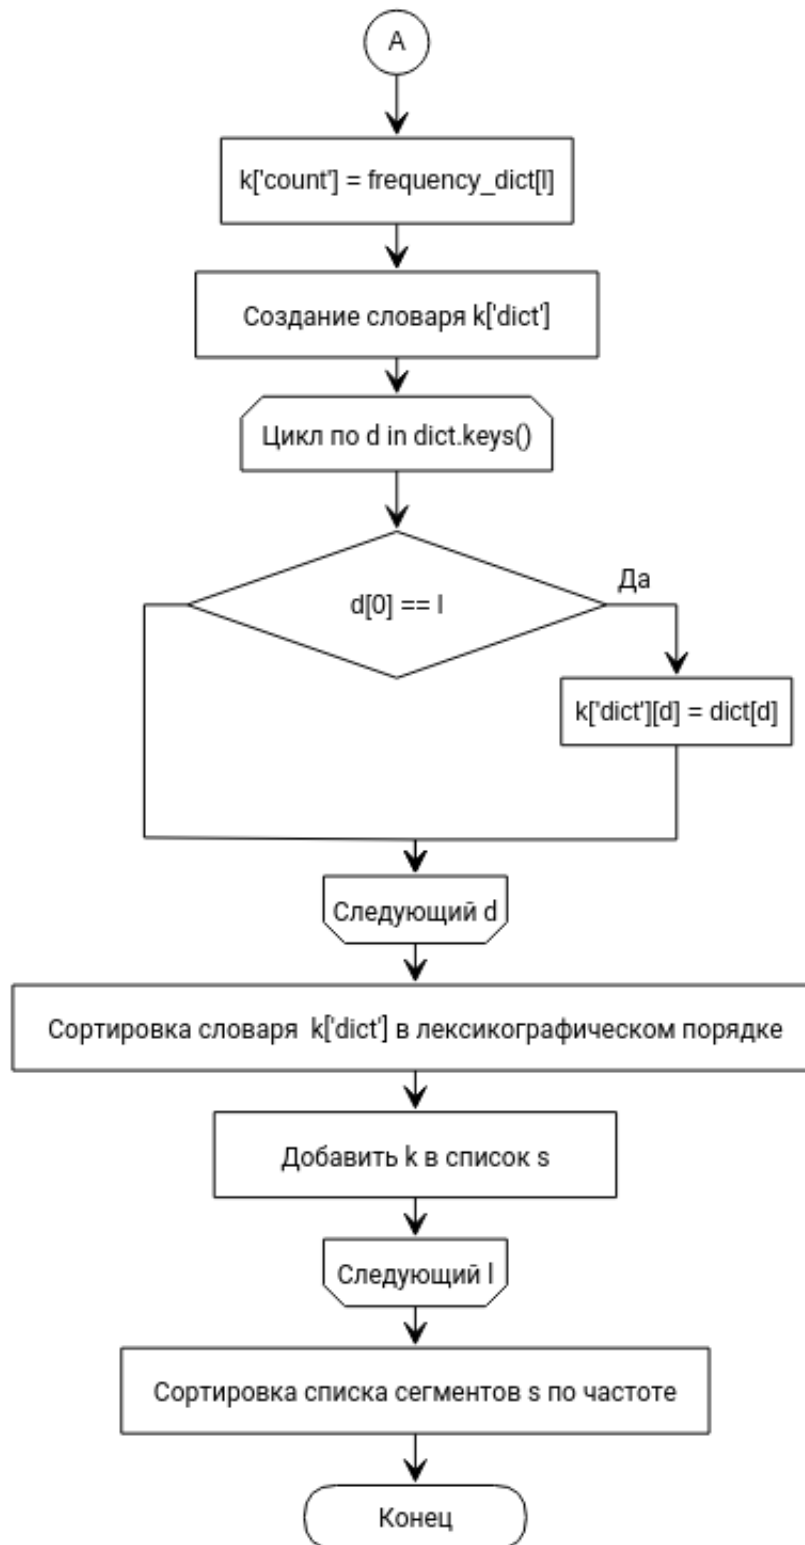 A
k['count'] = frequency_dict[l]
Создание словаря k['dict']
Цикл по d in dict.keys()
Да
d[0] == l
k['dict'][d] = dict[d]
Следующий d
Сортировка словаря k['dict'] в лексикографическом порядке
Добавить k в список s
Следующий l
Сортировка списка сегментов s по частоте
Конец